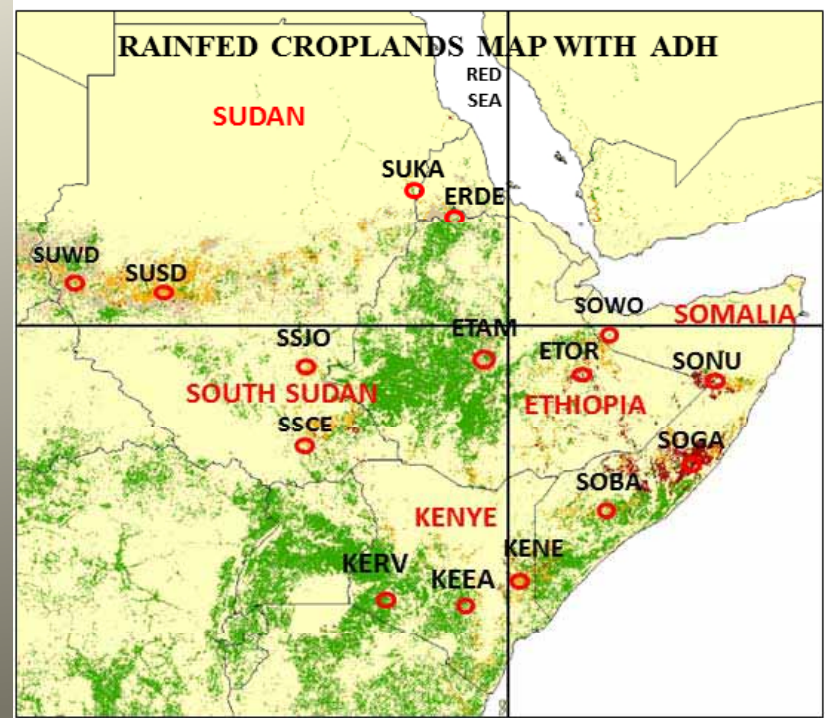 RAINFED CROPLANDS MAP WITH ADH
RED
SEA
SUDAN
SUKA
ERDE
SUWD
SUSD
SOWO
SOMALIA
SSJO
ETAM
ETOR
SONU
SOUTH SUDAN
ETHIOPIA
SSCE
SOGA
SOBA
KENYE
KENE
KERV
KEEA